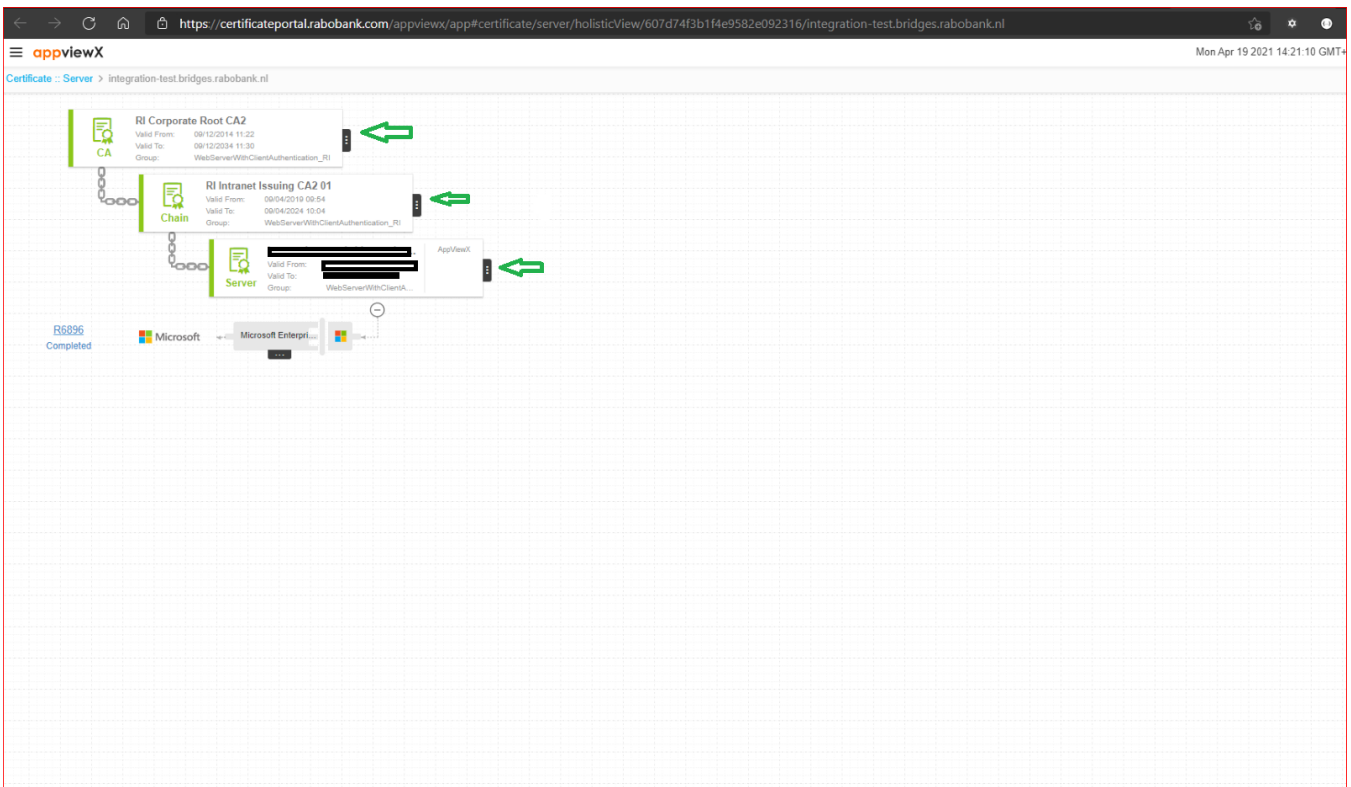 https://certificateportal.rabobank.com/appviewx/app#certificate/server/holisticView/607d74f3b1f4e9582e092316/integration-test.bridges.rabobank.nl
appviewX
Mon Apr 19 2021 14:21:10 GMT+
Certificate :: Server > integration-test.bridges.rabobank.nl
RI Corporate Root CA2
Valid From: 09/12/2014 11:22
Valid To: 09/12/2034 11:30
Group: WebServerWithClientAuthentication_RI
CA
RI Intranet Issuing CA2 01
Valid From: 09/04/2019 09:54
Valid To: 09/04/2024 10:04
Group: WebServerWithClientAuthentication_RI
Chain
AppViewX
Valid From:
Valid To:
Group: WebServerWithClientA...
Server
R6896
Completed
Microsoft
Microsoft Enterpri...